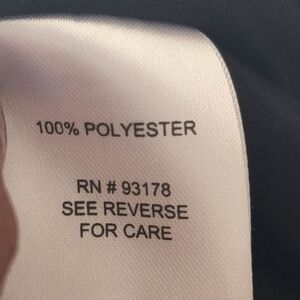 100% POLYESTER
RN # 93178
SEE REVERSE
FOR CARE